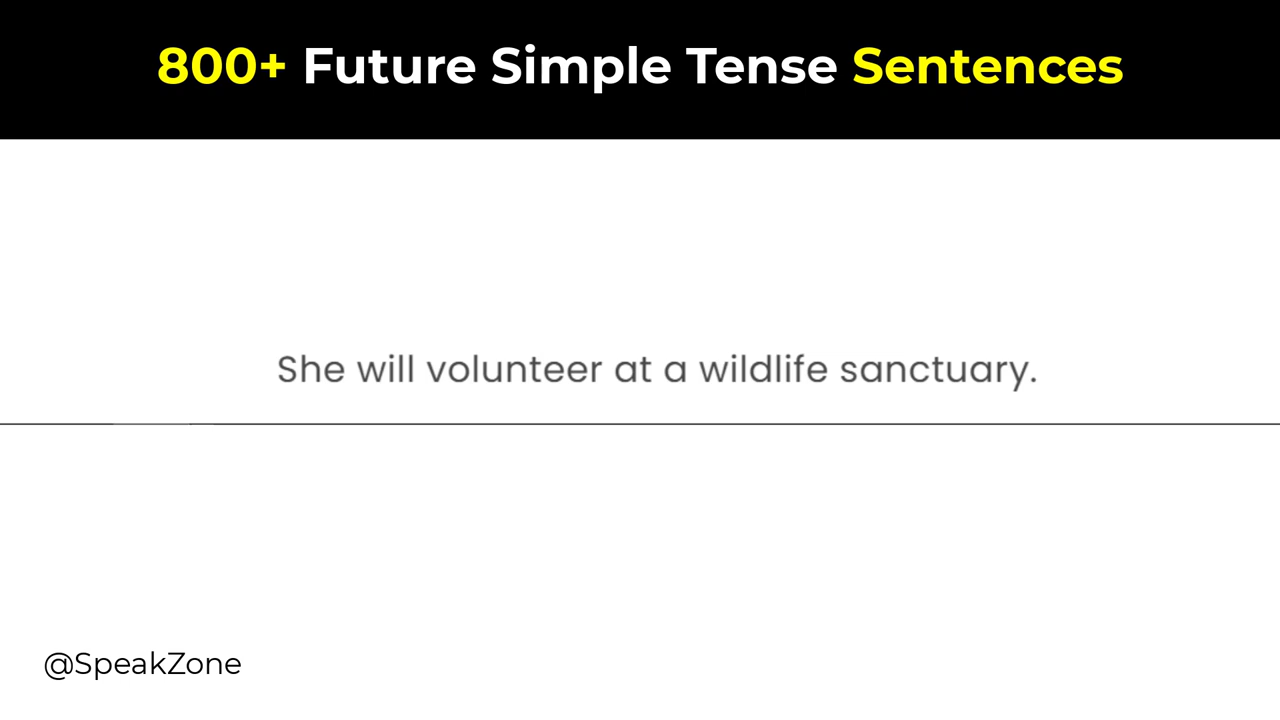 800+ Future Simple Tense Sentences
She will volunteer at a wildlife sanctuary.
@SpeakZone